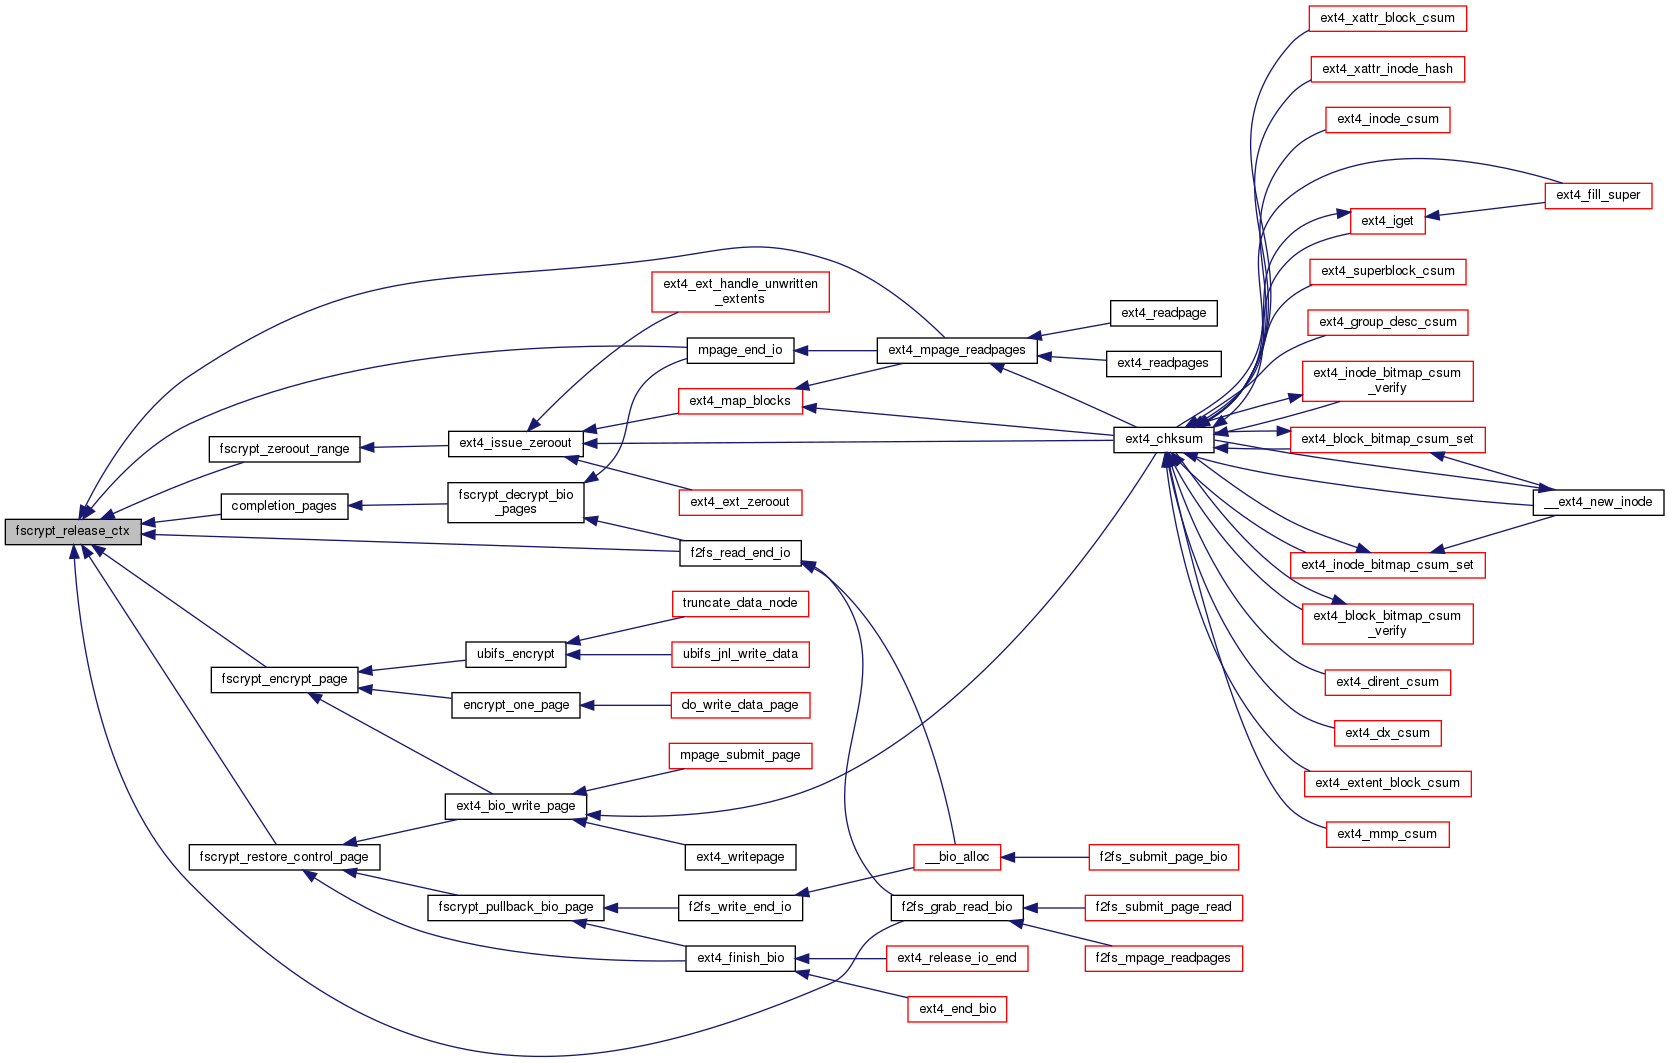 ext4_xattr_block_csum
ext4_xattr_inode_hash
ext4_inode_csum
ext4_fill_super
ext4_iget
ext4_superblock_csum
ext4_group_desc_csum
ext4_inode_bitmap_csum
_verify
ext4_block_bitmap_csum_set
__ext4_new_inode
ext4_inode_bitmap_csum_set
ext4_block_bitmap_csum
_verify
ext4_dirent_csum
ext4_dx_csum
ext4_extent_block_csum
ext4_mmp_csum
ext4_chksum
ext4_readpage
ext4_readpages
ext4_mpage_readpages
ext4_ext_handle_unwritten
_extents
mpage_end_io
ext4_map_blocks
ext4_issue_zeroout
fscrypt_zeroout_range
ext4_ext_zeroout
completion_pages
fscrypt_decrypt_bio
_pages
fscrypt_release_ctx
f2fs_read_end_io
truncate_data_node
ubifs_encrypt
ubifs_jnl_write_data
fscrypt_encrypt_page
encrypt_one_page
do_write_data_page
mpage_submit_page
ext4_bio_write_page
ext4_writepage
fscrypt_restore_control_page
__bio_alloc
f2fs_submit_page_bio
fscrypt_pullback_bio_page
f2fs_write_end_io
f2fs_grab_read_bio
f2fs_submit_page_read
ext4_finish_bio
ext4_release_io_end
f2fs_mpage_readpages
ext4_end_bio